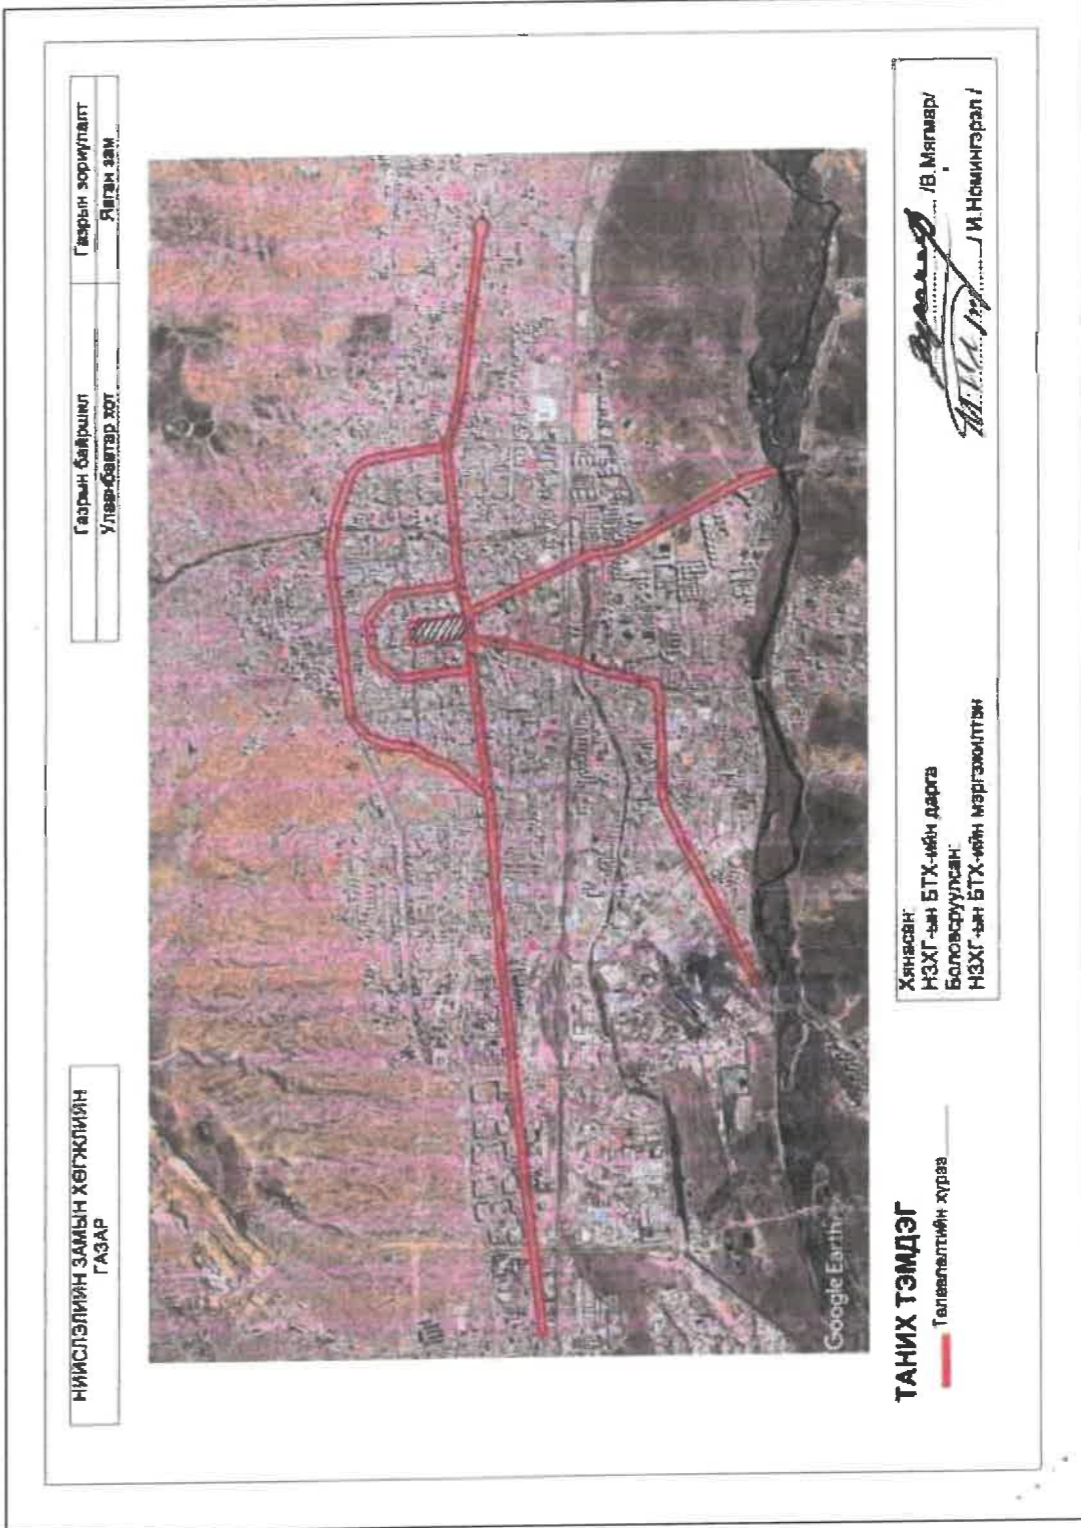 НИЙСЛЭЛИЙН ЗАМЫН ХӨГЖЛИЙН
ГАЗАР
Газрын байршил
Газрын зориулалт
Улаанбаатар хот
Явган зам
Google Earth
ТАНИХ ТЭМДЭГ
Төлөвлөлтийн хүрээ
Хянасан:
НЗХГ-ын БТХ-ийн дарга
/В.Мягмар/
Боловсруулсан:
НЗХГ-ын БТХ-ийн мэргэжилтэн
/ И.Номингэрэл /